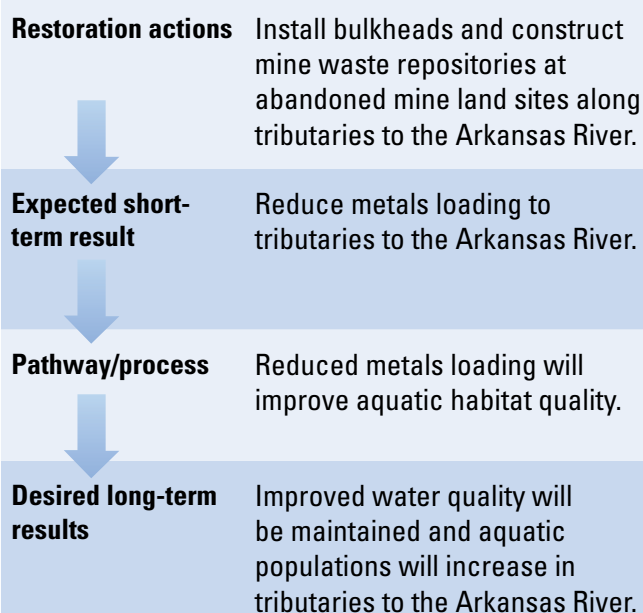 Restoration actions Install bulkheads and construct
mine waste repositories at
abandoned mine land sites along
tributaries to the Arkansas River.
Expected short- Reduce metals loading to
term result tributaries to the Arkansas River.
Pathway/process Reduced metals loading will
improve aquatic habitat quality.
Desired long-term Improved water quality will
results be maintained and aquatic
populations will increase in
tributaries to the Arkansas River.